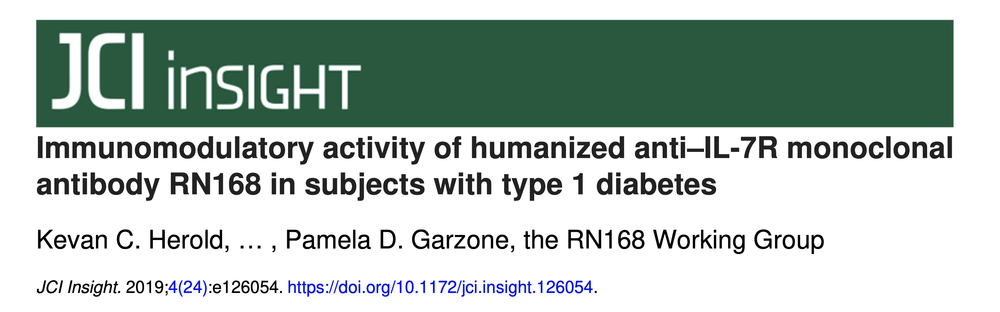 JCI inSIGHT
Immunomodulatory activity of humanized anti–IL-7R monoclonal
antibody RN168 in subjects with type 1 diabetes
Kevan C. Herold, … , Pamela D. Garzone, the RN168 Working Group
JCI Insight. 2019;4(24):e126054. https://doi.org/10.1172/jci.insight.126054.